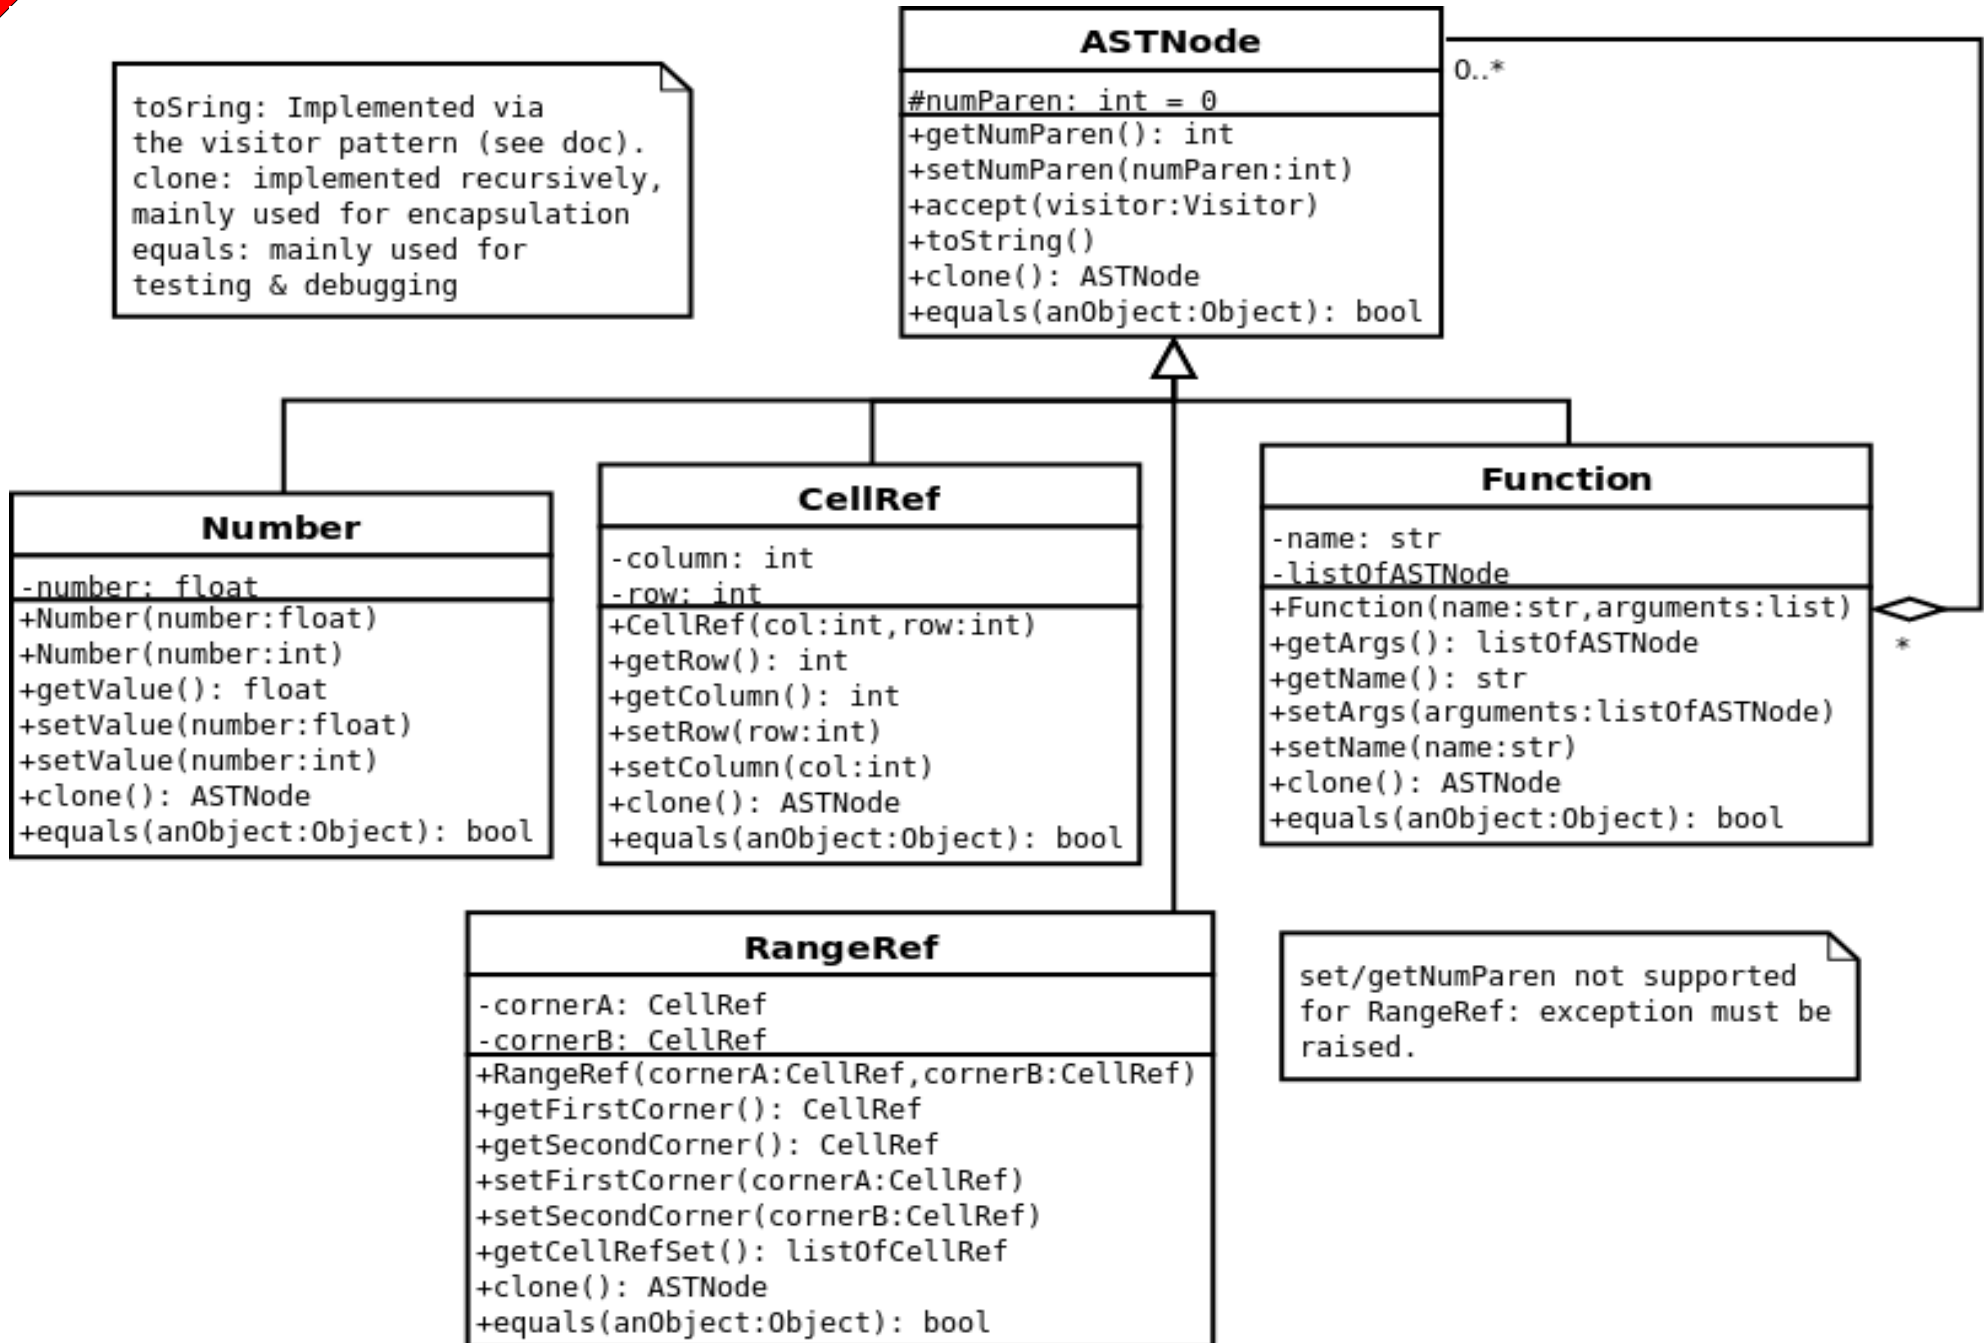 ASTNode
#numParen: int = 0
+getNumParen(): int
+setNumParen(numParen:int)
+accept(visitor:Visitor)
+toString()
+clone(): ASTNode
+equals(anObject:Object): bool
0..*
toSring: Implemented via
the visitor pattern (see doc).
clone: implemented recursively,
mainly used for encapsulation
equals: mainly used for
testing & debugging
Number
-number: float
+Number(number:float)
+Number(number:int)
+getValue(): float
+setValue(number:float)
+setValue(number:int)
+clone(): ASTNode
+equals(anObject:Object): bool
CellRef
-column: int
-row: int
+CellRef(col:int,row:int)
+getRow(): int
+getColumn(): int
+setRow(row:int)
+setColumn(col:int)
+clone(): ASTNode
+equals(anObject:Object): bool
Function
-name: str
-listOfASTNode
+Function(name:str,arguments:list)
+getArgs(): listOfASTNode
+getName(): str
+setArgs(arguments:listOfASTNode)
+setName(name:str)
+clone(): ASTNode
+equals(anObject:Object): bool
*
RangeRef
-cornerA: CellRef
-cornerB: CellRef
+RangeRef(cornerA:CellRef,cornerB:CellRef)
+getFirstCorner(): CellRef
+getSecondCorner(): CellRef
+setFirstCorner(cornerA:CellRef)
+setSecondCorner(cornerB:CellRef)
+getCellRefSet(): listOfCellRef
+clone(): ASTNode
+equals(anObject:Object): bool
set/getNumParen not supported
for RangeRef: exception must be
raised.